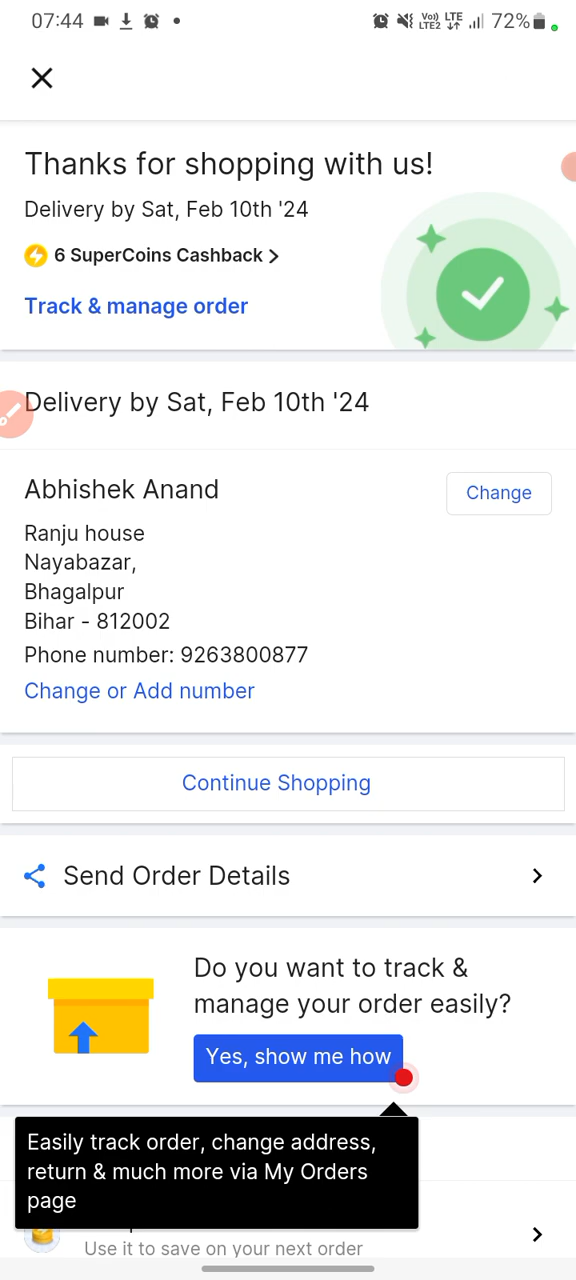 07:44
Vo)) LTE
LTE2
72%
Thanks for shopping with us!
Delivery by Sat, Feb 10th '24
6 SuperCoins Cashback
Track & manage order
Delivery by Sat, Feb 10th '24
Abhishek Anand
Change
Ranju house
Nayabazar,
Bhagalpur
Bihar - 812002
Phone number: 9263800877
Change or Add number
Continue Shopping
Send Order Details
Do you want to track &
manage your order easily?
Yes, show me how
Easily track order, change address,
return & much more via My Orders
page
Use it to save on your next order